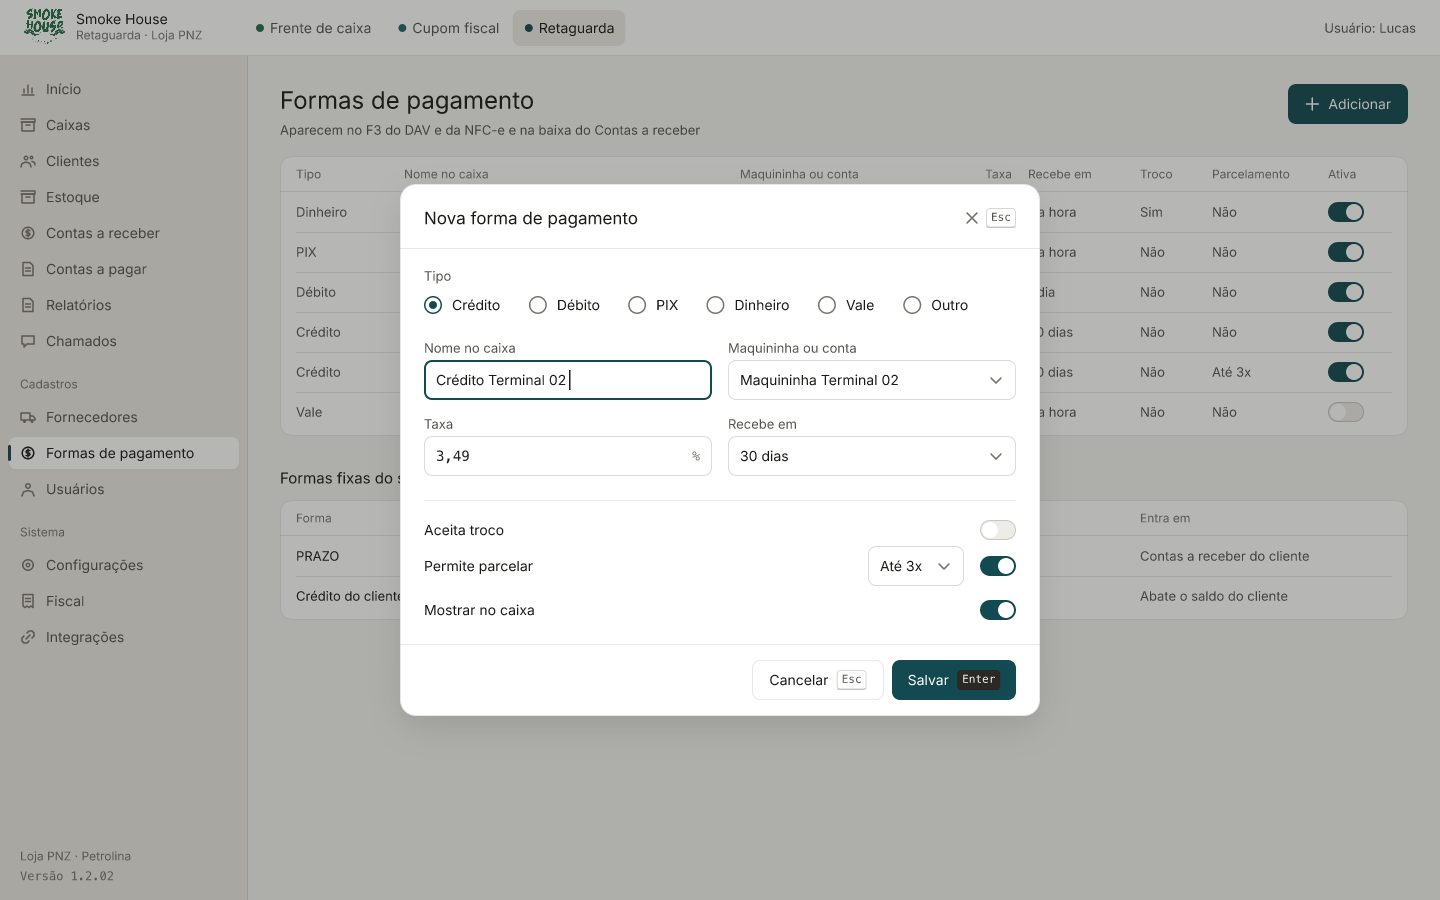 SMOKE HOUSE
Smoke House
Retaguarda · Loja PNZ
Frente de caixa
Cupom fiscal
Retaguarda
Usuário: Lucas
Início
Caixas
Clientes
Estoque
Contas a receber
Contas a pagar
Relatórios
Chamados
Cadastros
Fornecedores
Formas de pagamento
Usuários
Sistema
Configurações
Fiscal
Integrações
Loja PNZ · Petrolina
Versão 1.2.02
Formas de pagamento
Aparecem no F3 do DAV e da NFC-e e na baixa do Contas a receber
Adicionar
Tipo Nome no caixa Maquininha ou conta Taxa Recebe em Troco Parcelamento Ativa
Dinheiro a hora Sim Não
PIX a hora Não Não
Débito dia Não Não
Crédito 0 dias Não Não
Crédito 0 dias Não Até 3x
Vale a hora Não Não
Formas fixas do s
Forma Entra em
PRAZO Contas a receber do cliente
Crédito do cliente Abate o saldo do cliente
Nova forma de pagamento
Esc
Tipo
Crédito Débito PIX Dinheiro Vale Outro
Nome no caixa Maquininha ou conta
Crédito Terminal 02 Maquininha Terminal 02
Taxa Recebe em
3,49 % 30 dias
Aceita troco
Permite parcelar Até 3x
Mostrar no caixa
Cancelar Esc Salvar Enter